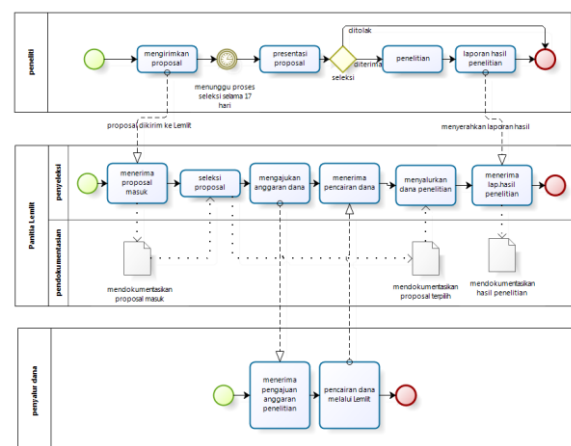 peneliti
mengirimkan
proposal
menunggu proses
seleksi selama 17
hari
presentasi
proposal
ditolak
diterima
seleksi
penelitian
laporan hasil
penelitian
proposal dikirim ke Lemlit
menyerahkan laporan hasil
Panitia Lemlit
penyeleksi
menerima
proposal
masuk
seleksi
proposal
mengajukan
anggaran dana
menerima
pencairan dana
menyalurkan
dana penelitian
menerima
lap.hasil
penelitian
pendokumentasian
mendokumentasikan
proposal masuk
mendokumentasikan
proposal terpilih
mendokumentasikan
hasil penelitian
penyalur dana
menerima
pengajuan
anggaran
penelitian
pencairan dana
melalui Lemlit